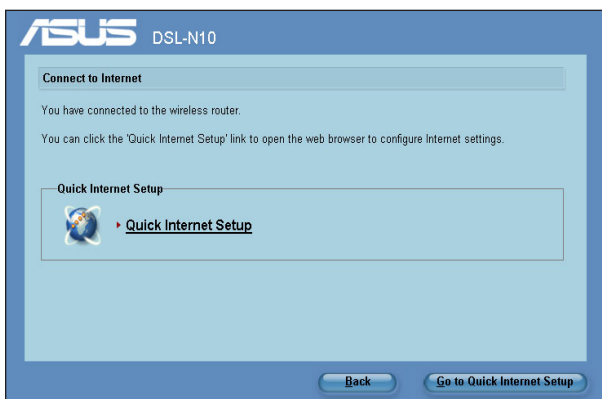 ASUS DSL-N10
Connect to Internet
You have connected to the wireless router.
You can click the 'Quick Internet Setup' link to open the web browser to configure Internet settings.
Quick Internet Setup
Quick Internet Setup
Back Go to Quick Internet Setup